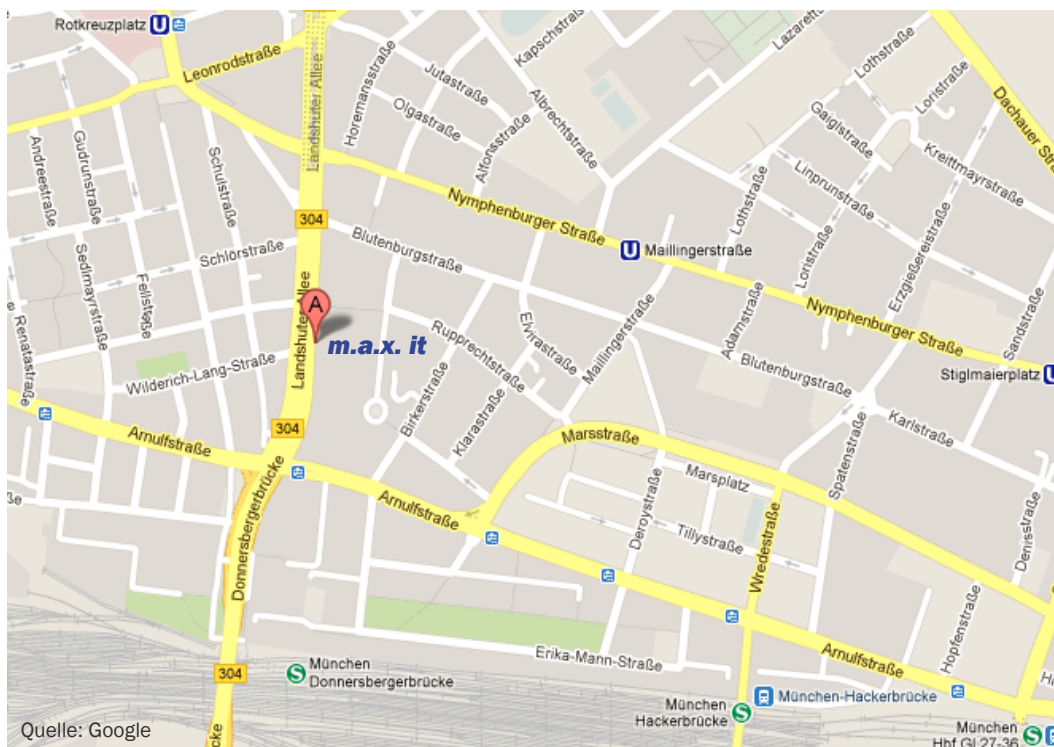 Rotkreuzplatz
U
Leonrodstraße
Landshuter Allee
Horemansstraße
Jutastraße
Olgastraße
Alfonsstraße
Kapschstraße
Albrechtstraße
Lothstraße
Loristraße
Gaiglstraße
Dachauer
Kreittmayrstraße
Linprunstraße
Andreestraße
Gudrunstraße
Schulstraße
304
Nymphenburger Straße
U
Maillingerstraße
Lothstraße
Loristraße
Erzgießereistraße
Schlörstraße
Blutenburgstraße
Sedlmayrstraße
Fellstraße
Renatastraße
Landshuter Allee
A
m.a.x. it
Rupprechtstraße
Elvirastraße
Maillingerstraße
Adamstraße
Nymphenburger Straße
Sandstraße
Stiglmaierplatz
U
Wilderich-Lang-Straße
Birkerstraße
Klarastraße
Blutenburgstraße
Karlstraße
304
Arnulfstraße
Marsstraße
Marsplatz
Spatenstraße
Donnersbergerbrücke
Arnulfstraße
Deroystraße
Tillystraße
Wredestraße
Denisstraße
Hopfenstraße
Erika-Mann-Straße
Arnulfstraße
304
S
München
Donnersbergerbrücke
München
Hackerbrücke
S
München-Hackerbrücke
München
Hbf Gl.27-36
S
Quelle: Google